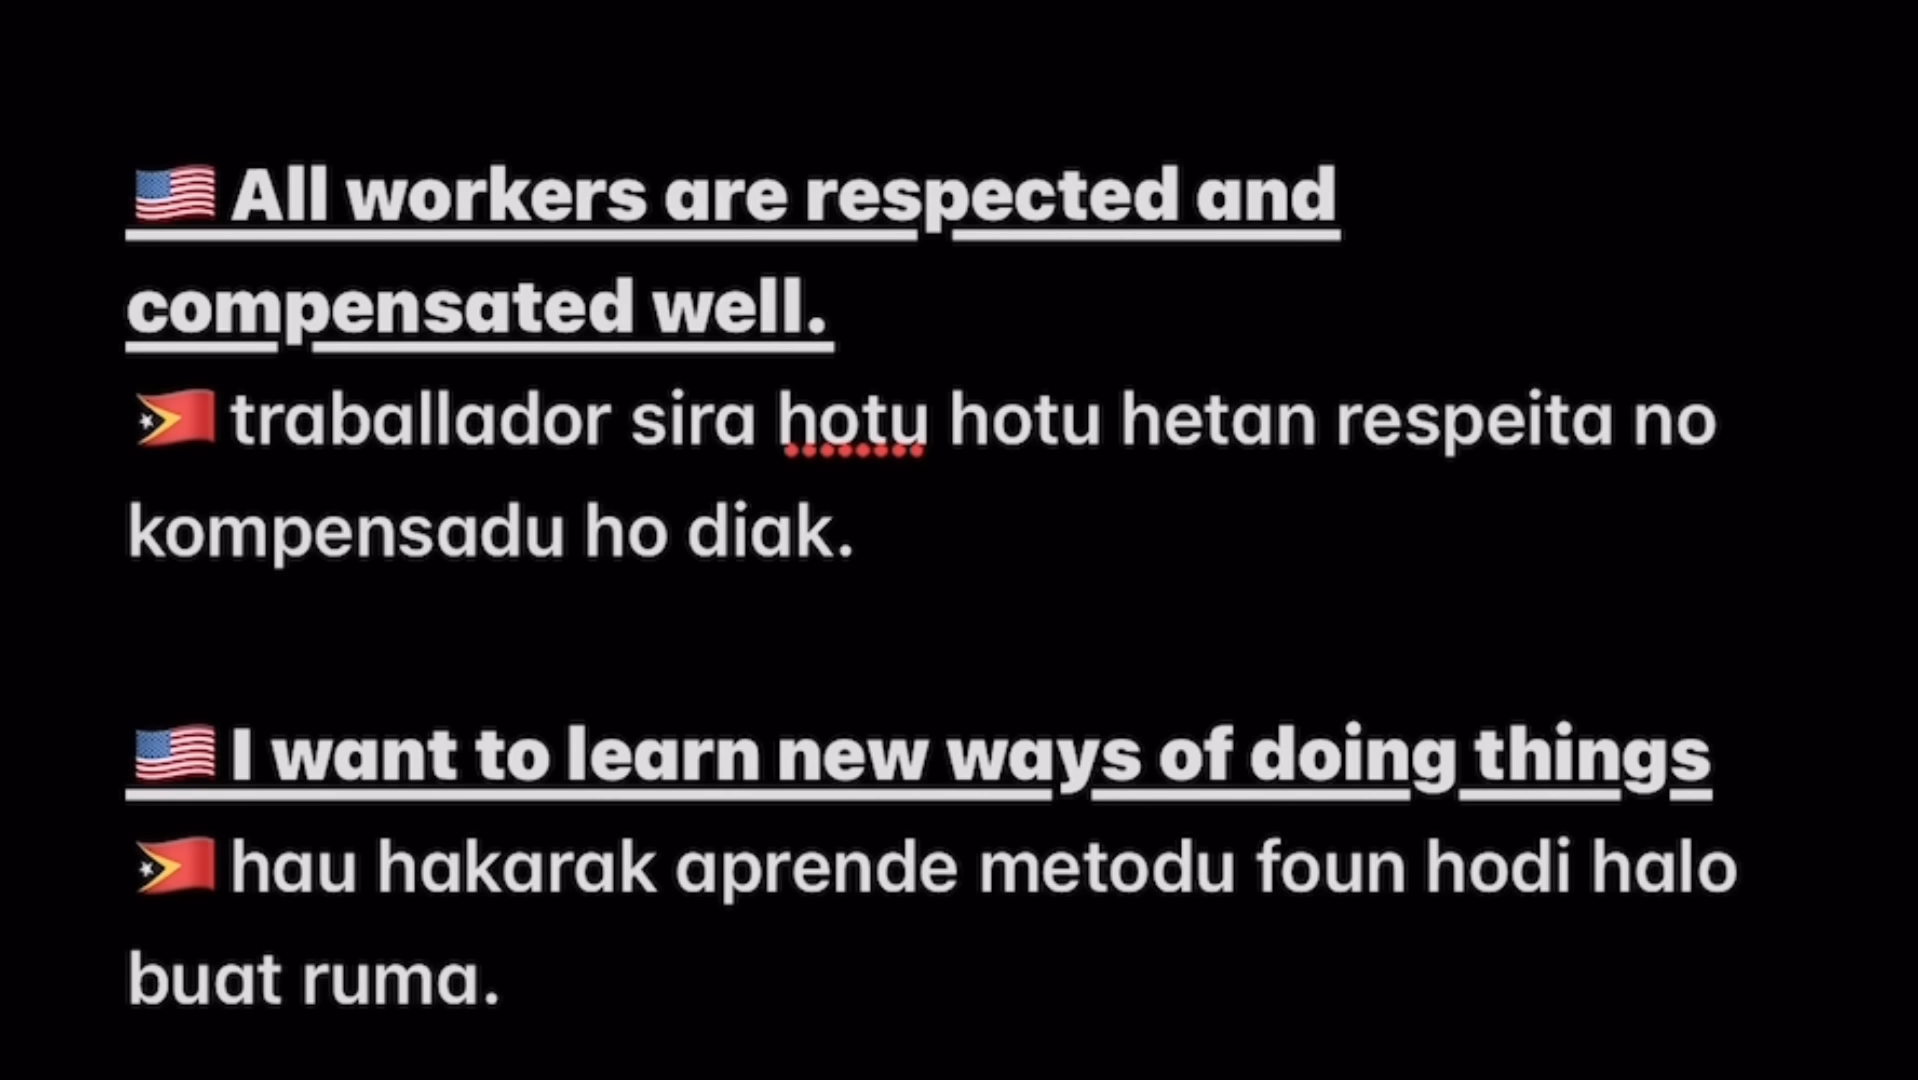 🇺🇸 All workers are respected and
compensated well.
🇹🇱 traballador sira hotu hotu hetan respeita no
kompensadu ho diak.
🇺🇸 I want to learn new ways of doing things
🇹🇱 hau hakarak aprende metodu foun hodi halo
buat ruma.